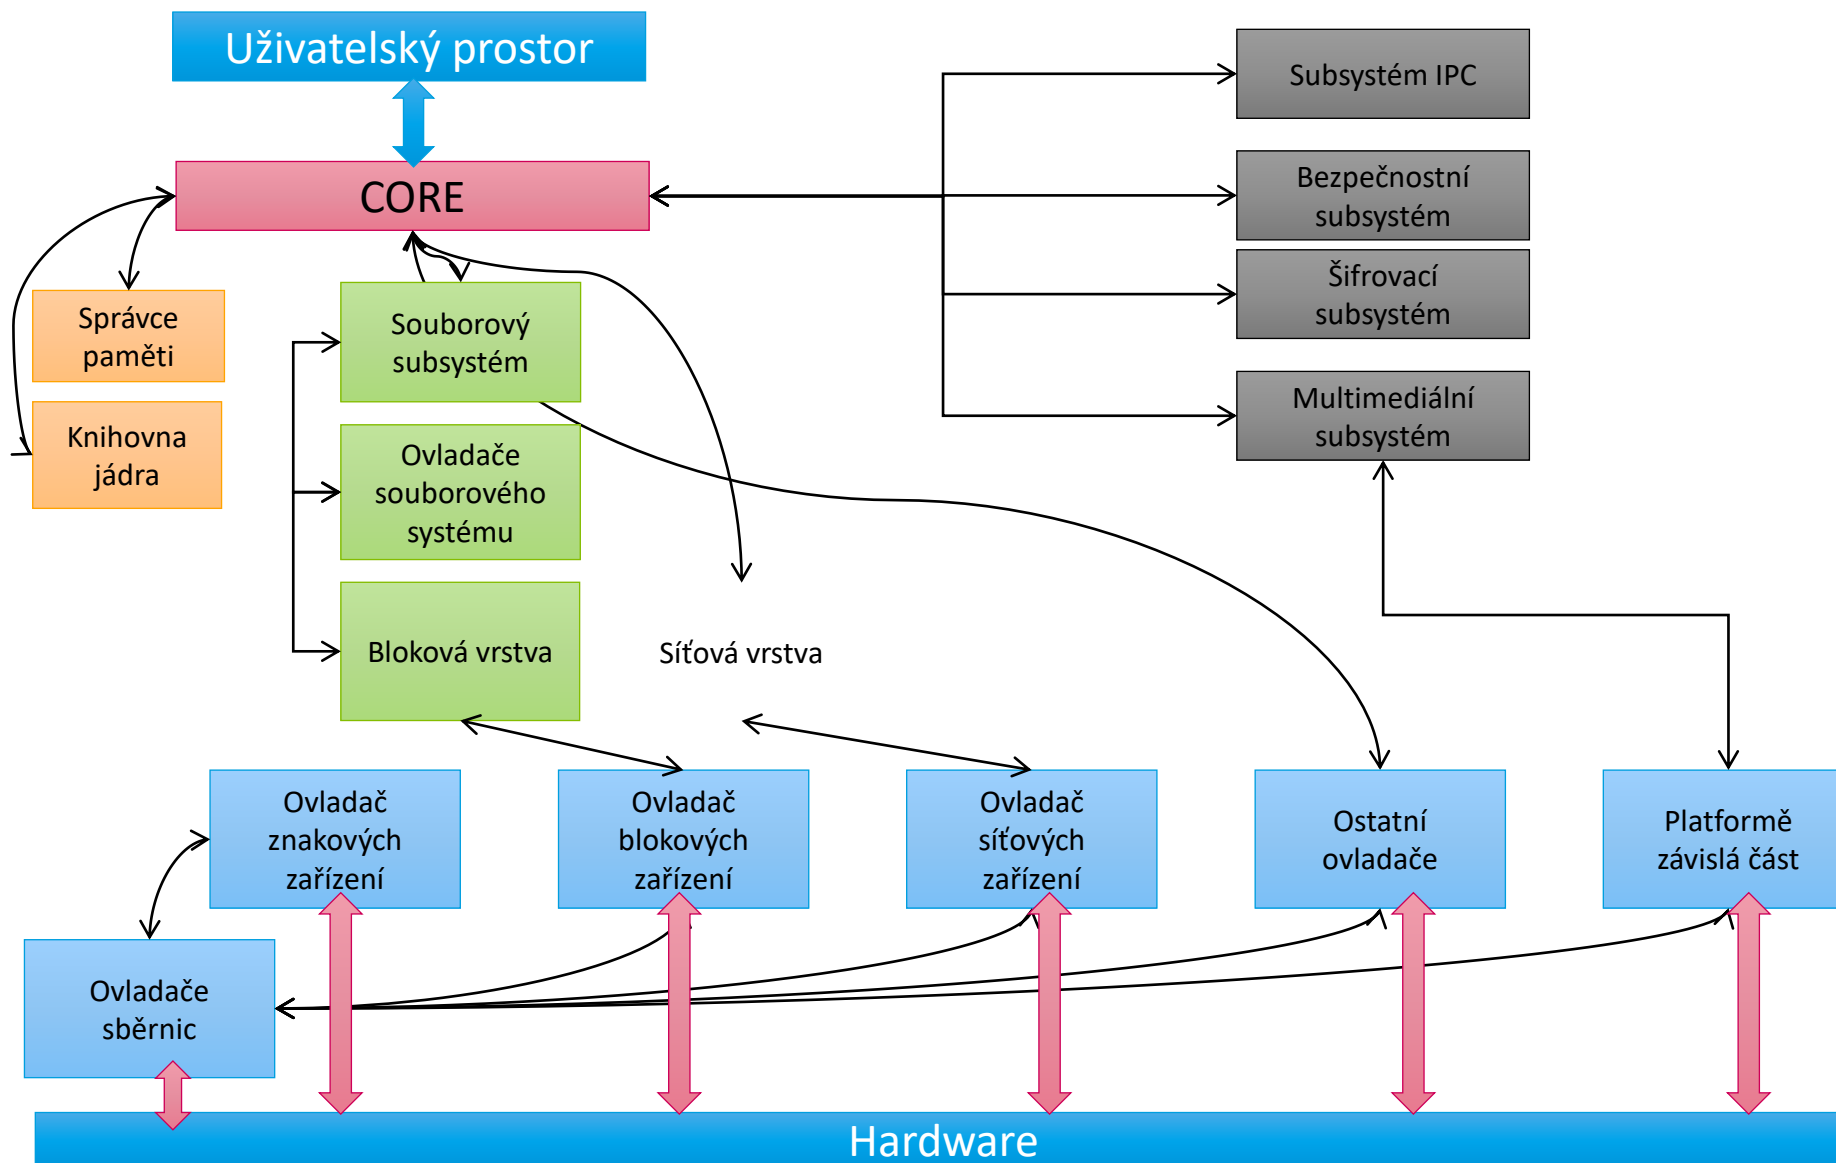 Uživatelský prostor
Subsystém IPC
CORE
Bezpečnostní
subsystém
Šifrovací
subsystém
Správce
paměti
Souborový
subsystém
Multimediální
subsystém
Knihovna
jádra
Ovladače
souborového
systému
Bloková vrstva
Síťová vrstva
Ovladač
znakových
zařízení
Ovladač
blokových
zařízení
Ovladač
síťových
zařízení
Ostatní
ovladače
Platformě
závislá část
Ovladače
sběrnic
Hardware